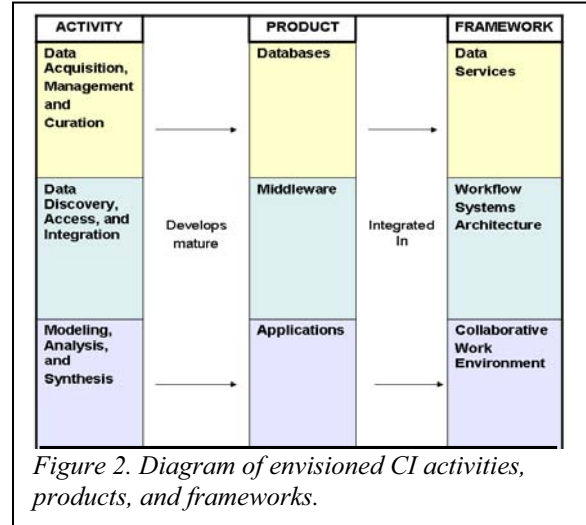 ACTIVITY
PRODUCT
FRAMEWORK
Data
Acquisition,
Management
and
Curation
Databases
Data
Services
Data
Discovery,
Access, and
Integration
Develops
mature
Middleware
Integrated
In
Workflow
Systems
Architecture
Modeling,
Analysis,
and
Synthesis
Applications
Collaborative
Work
Environment
Figure 2. Diagram of envisioned CI activities,
products, and frameworks.